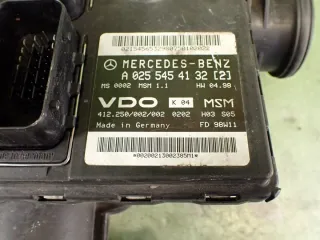 MERCEDES-BENZ
A 025 545 41 32 [2]
MS 0002 MSM 1.1 HW 04.98
VDO K 04 MSM
412.250/002/002 0202 H03 S05
Made in Germany FD 98W11